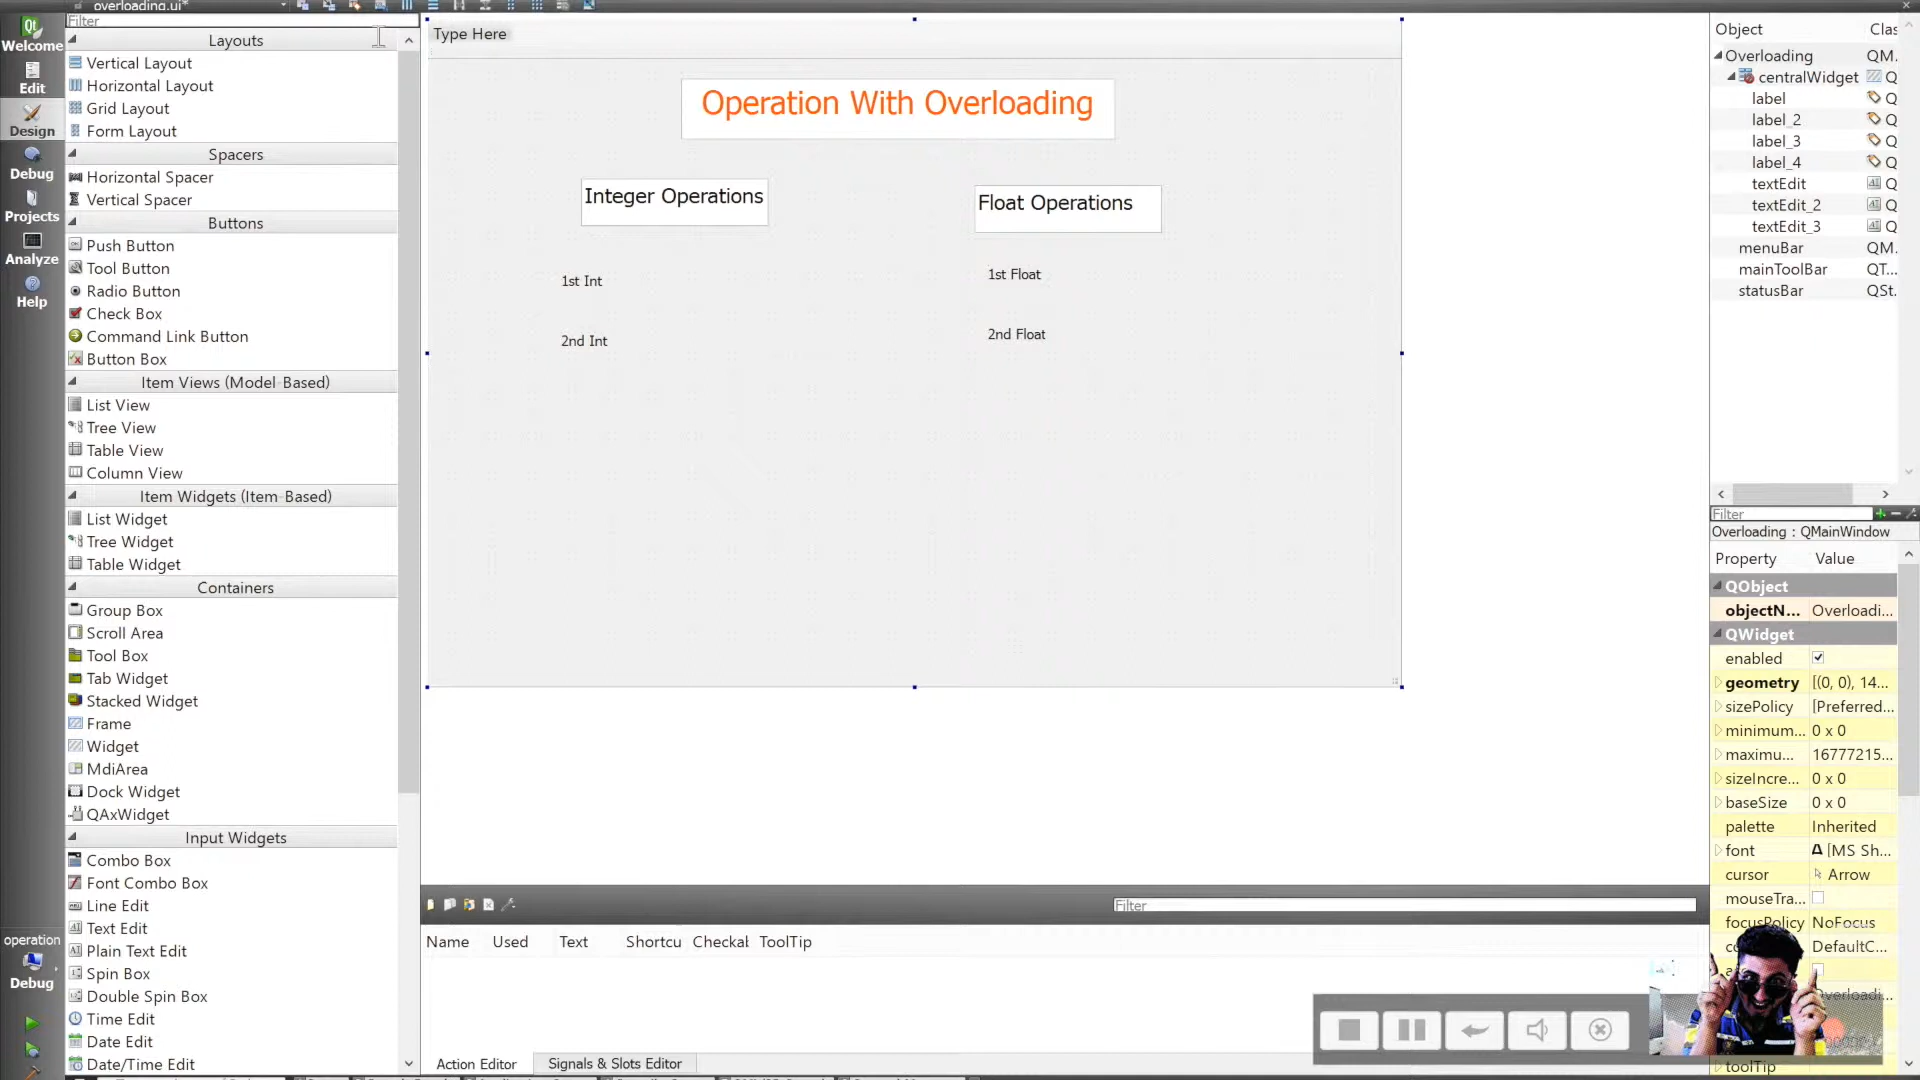 overloading.ui*
Filter
Welcome
Edit
Design
Debug
Projects
Analyze
Help
operation
Debug
Layouts
Vertical Layout
Horizontal Layout
Grid Layout
Form Layout
Spacers
Horizontal Spacer
Vertical Spacer
Buttons
Push Button
Tool Button
Radio Button
Check Box
Command Link Button
Button Box
Item Views (Model-Based)
List View
Tree View
Table View
Column View
Item Widgets (Item-Based)
List Widget
Tree Widget
Table Widget
Containers
Group Box
Scroll Area
Tool Box
Tab Widget
Stacked Widget
Frame
Widget
MdiArea
Dock Widget
QAxWidget
Input Widgets
Combo Box
Font Combo Box
Line Edit
Text Edit
Plain Text Edit
Spin Box
Double Spin Box
Time Edit
Date Edit
Date/Time Edit
Type Here
Operation With Overloading
Integer Operations
Float Operations
1st Int
1st Float
2nd Int
2nd Float
Filter
Name Used Text Shortcu Checkal ToolTip
Action Editor Signals & Slots Editor
Object Clas
Overloading QM.
centralWidget Q
label Q
label_2 Q
label_3 Q
label_4 Q
textEdit Q
textEdit_2 Q
textEdit_3 Q
menuBar QM.
mainToolBar QT...
statusBar QSt.
Filter
Overloading : QMainWindow
Property Value
QObject
objectN... Overloadi...
QWidget
enabled
geometry [(0, 0), 14...
sizePolicy [Preferred...
minimum... 0 x 0
maximu... 16777215...
sizeIncre... 0 x 0
baseSize 0 x 0
palette Inherited
font A [MS Sh...
cursor Arrow
mouseTra...
focusPolicy NoFocus
DefaultC...
toolTip